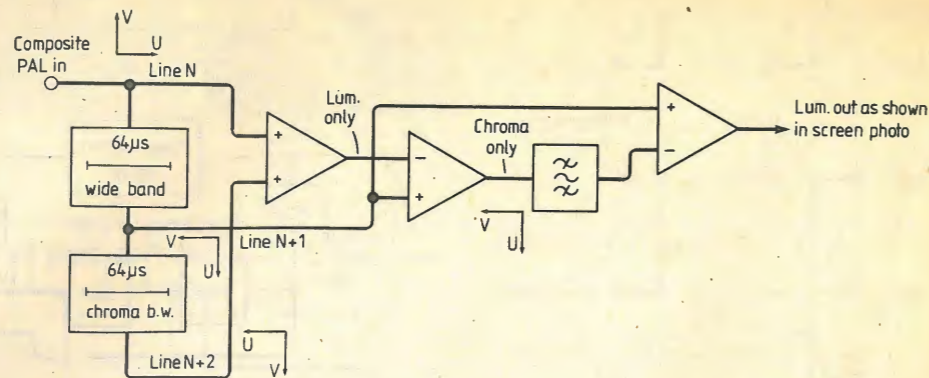 V
U
Composite
PAL in
Line N
+
+
64µs
wide band
Lum.
only
−
+
Chroma
only
+
−
Lum. out as shown
in screen photo
V
U
Line N+1
V
U
64µs
chroma b.w.
U
V
Line N+2